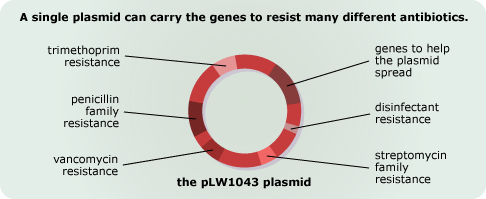 A single plasmid can carry the genes to resist many different antibiotics.
trimethoprim
resistance
penicillin
family
resistance
vancomycin
resistance
genes to help
the plasmid
spread
disinfectant
resistance
streptomycin
family
resistance
the pLW1043 plasmid